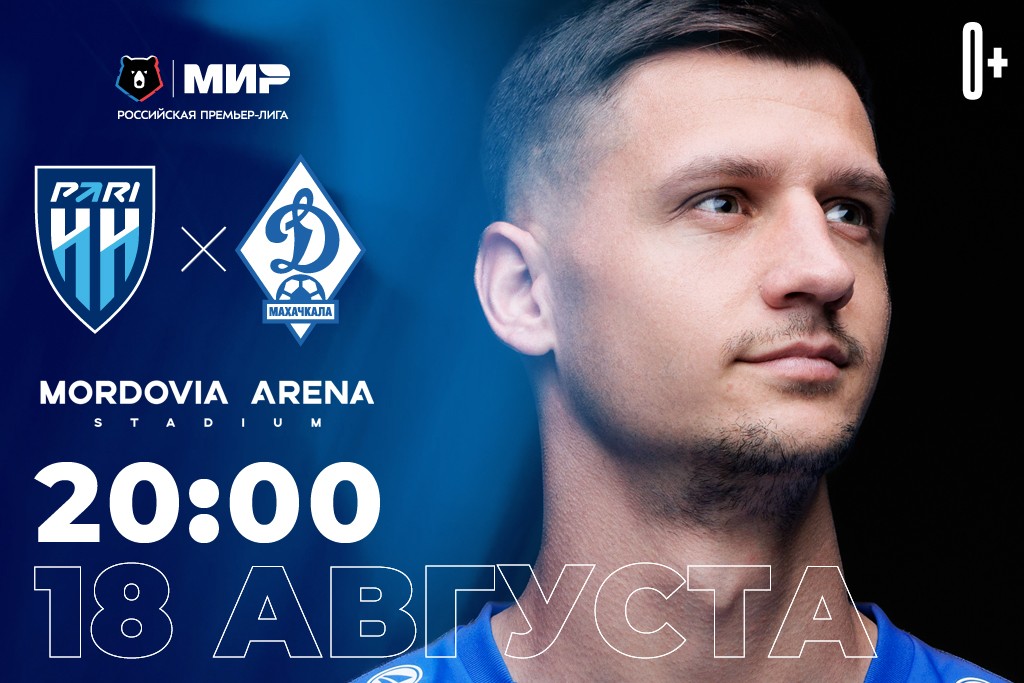 0+
МИР
РОССИЙСКАЯ ПРЕМЬЕР-ЛИГА
PARI
НН
Д
МАХАЧКАЛА
MORDOVIA ARENA
STADIUM
20:00
18 АВГУСТА